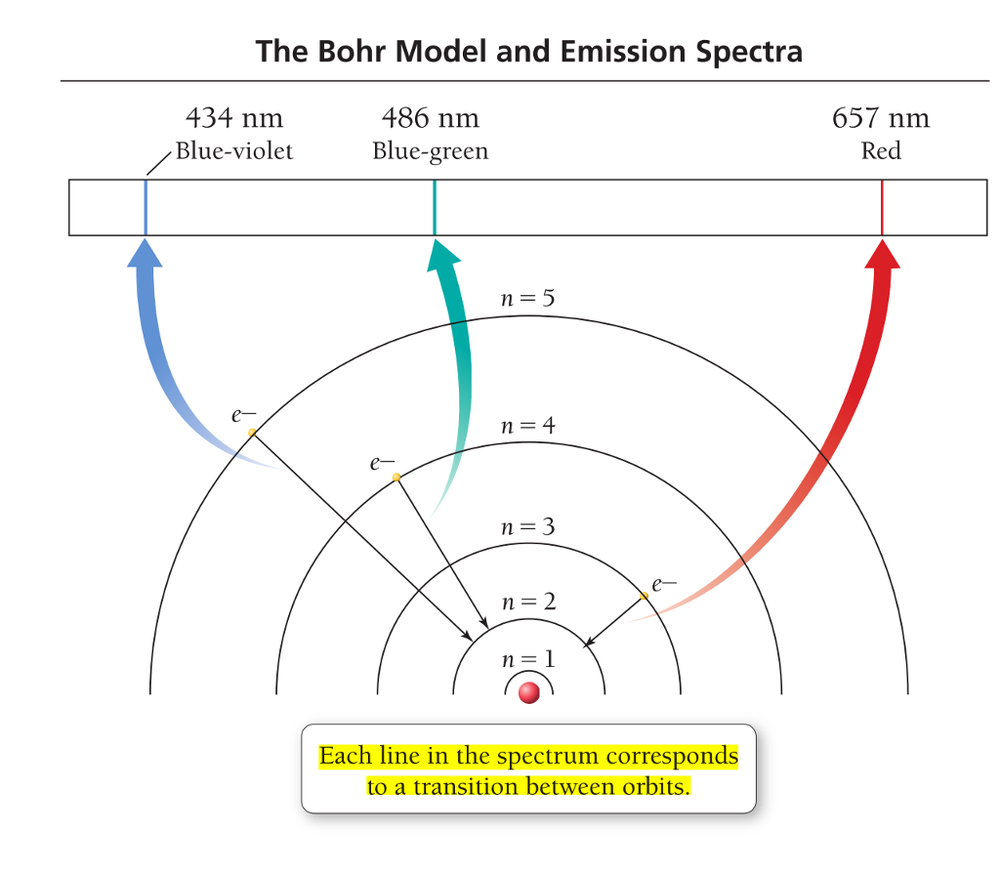 The Bohr Model and Emission Spectra
434 nm
Blue-violet
486 nm
Blue-green
657 nm
Red
n = 5
e–
n = 4
e–
n = 3
e–
n = 2
n = 1
Each line in the spectrum corresponds
to a transition between orbits.